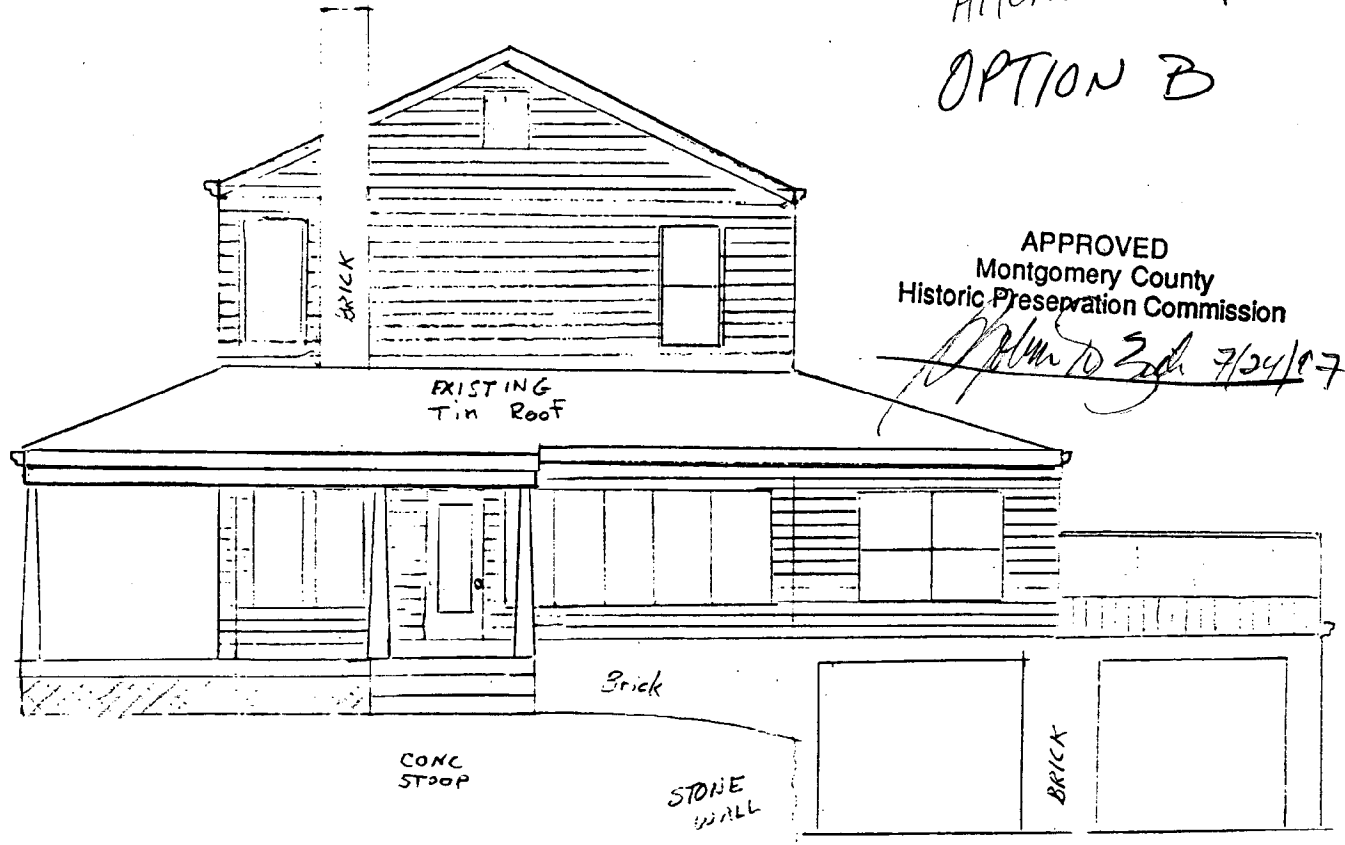 OPTION B
APPROVED
Montgomery County
Historic Preservation Commission
7/24/97
BRICK
EXISTING
Tin Roof
Brick
CONC
STOOP
STONE
WALL
BRICK